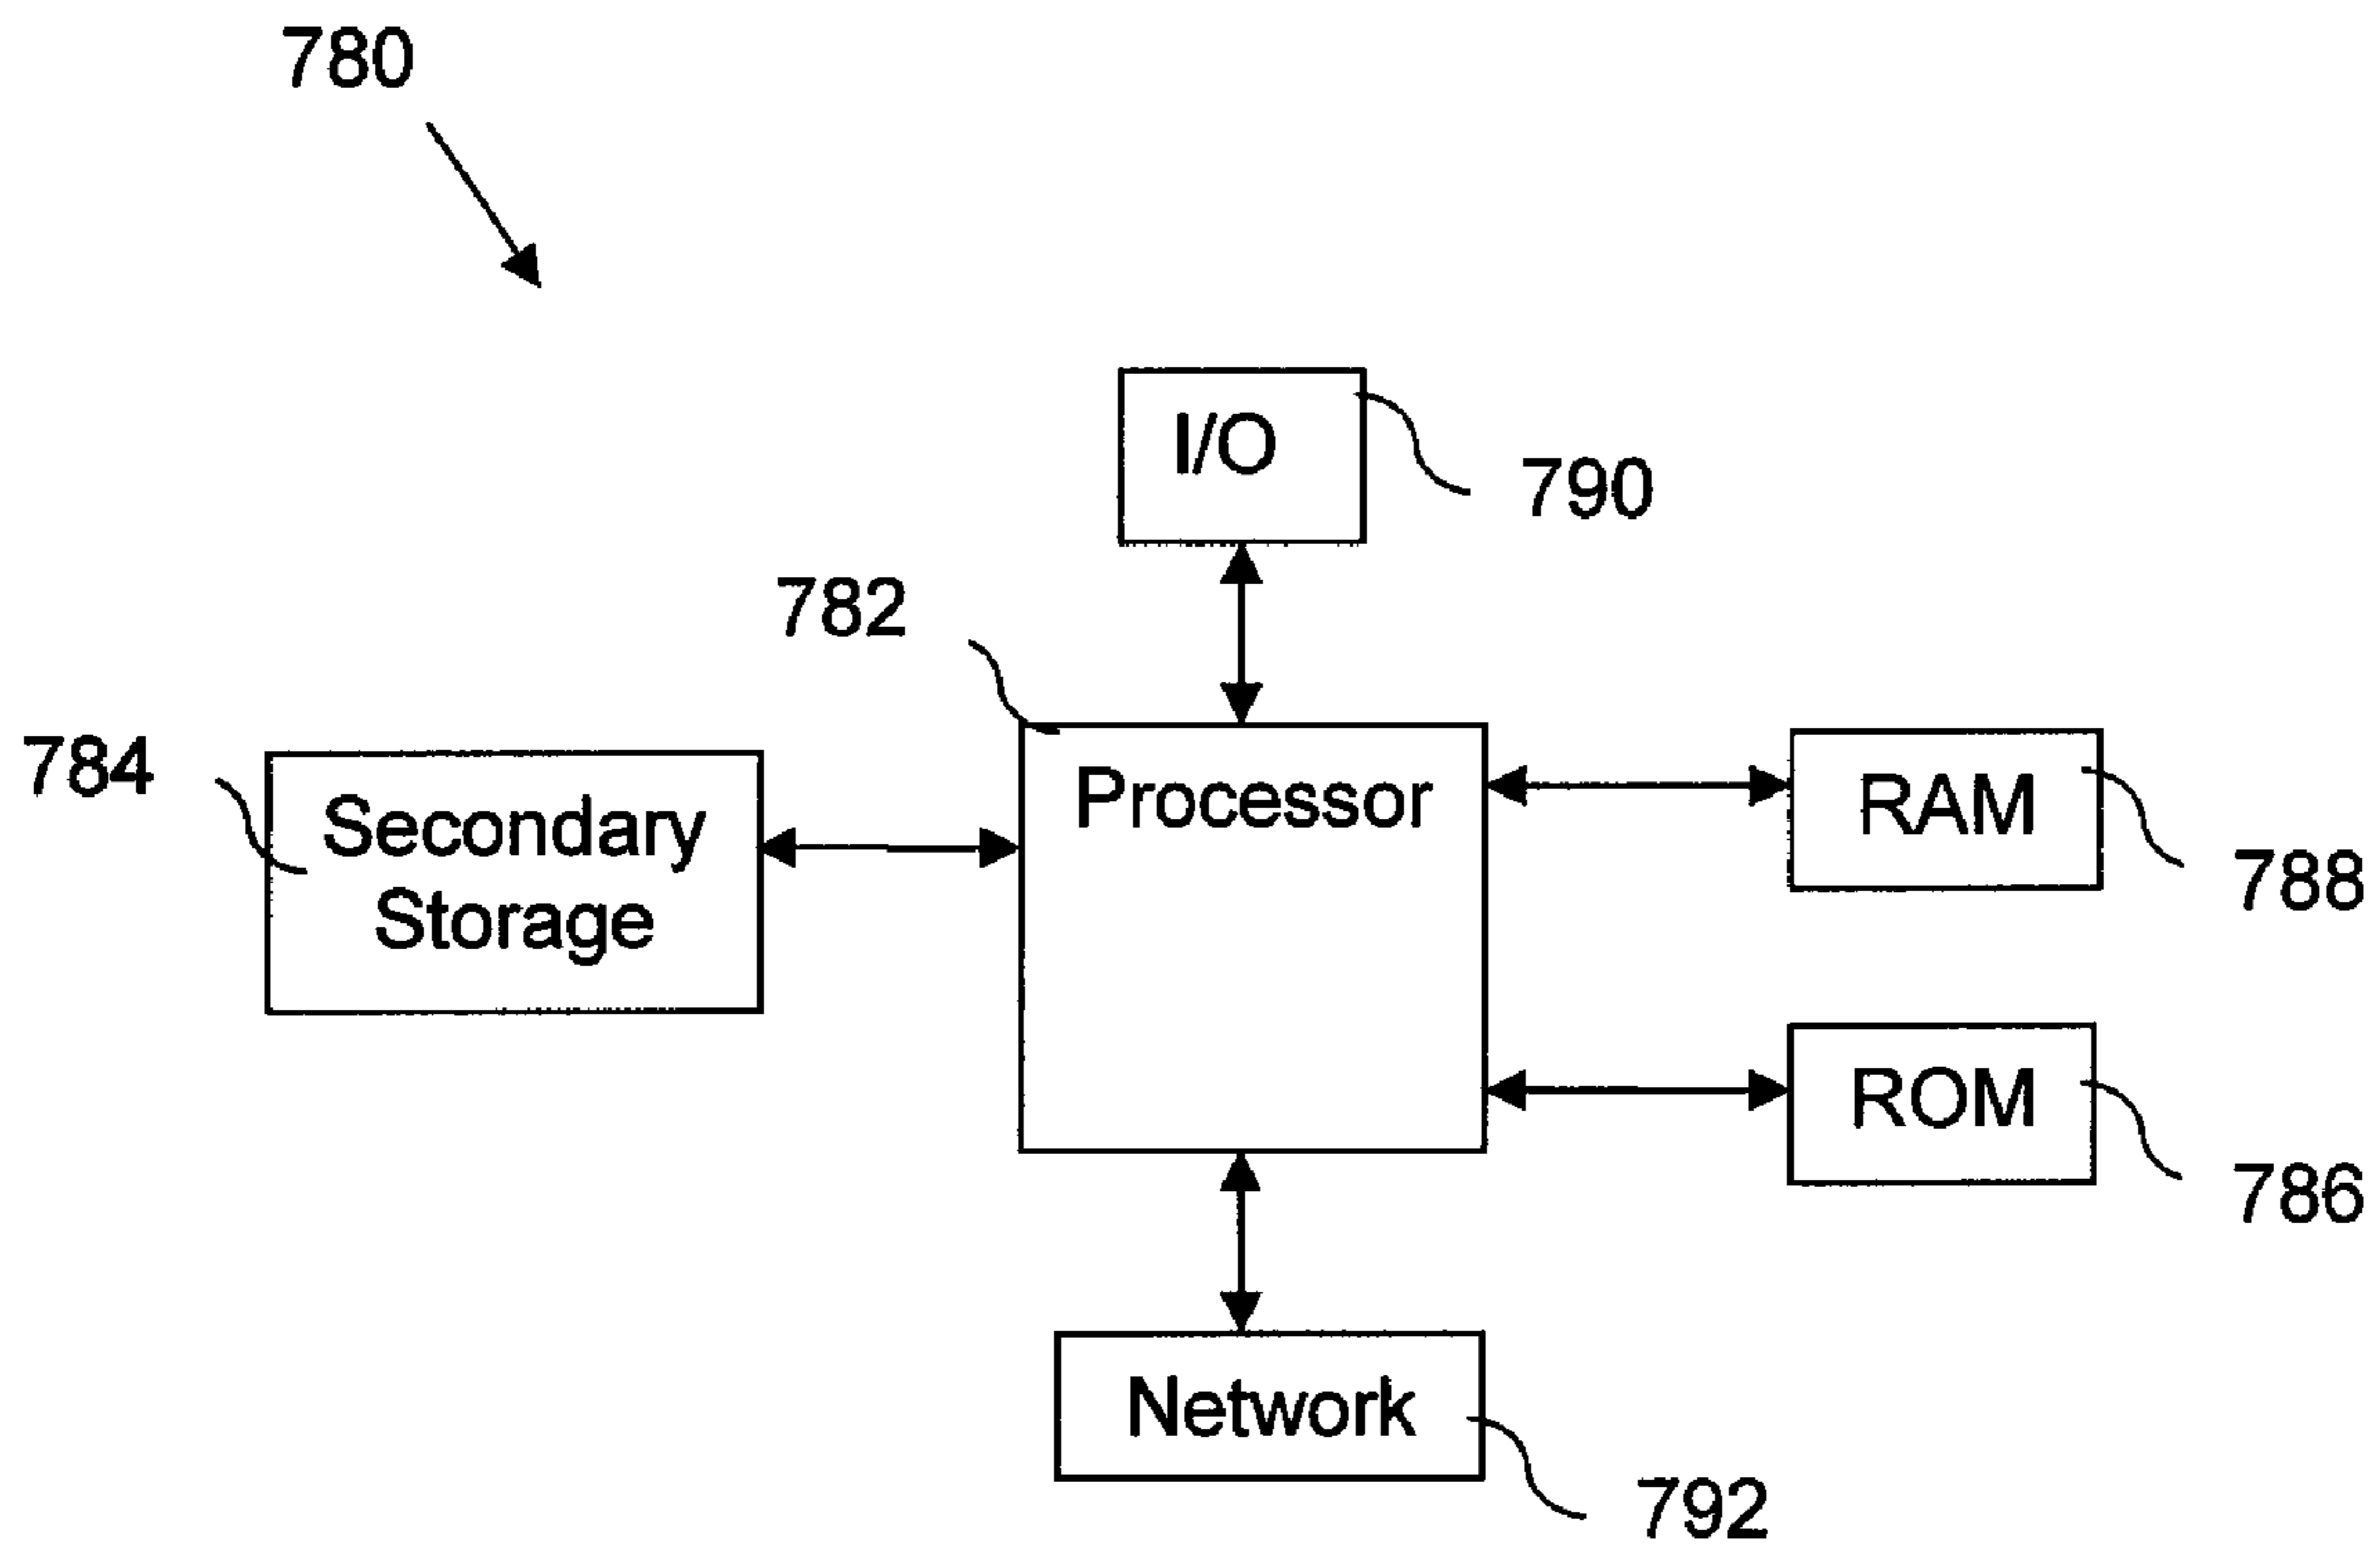 780
I/O
790
782
784
Secondary
Storage
Processor
RAM
788
ROM
786
Network
792